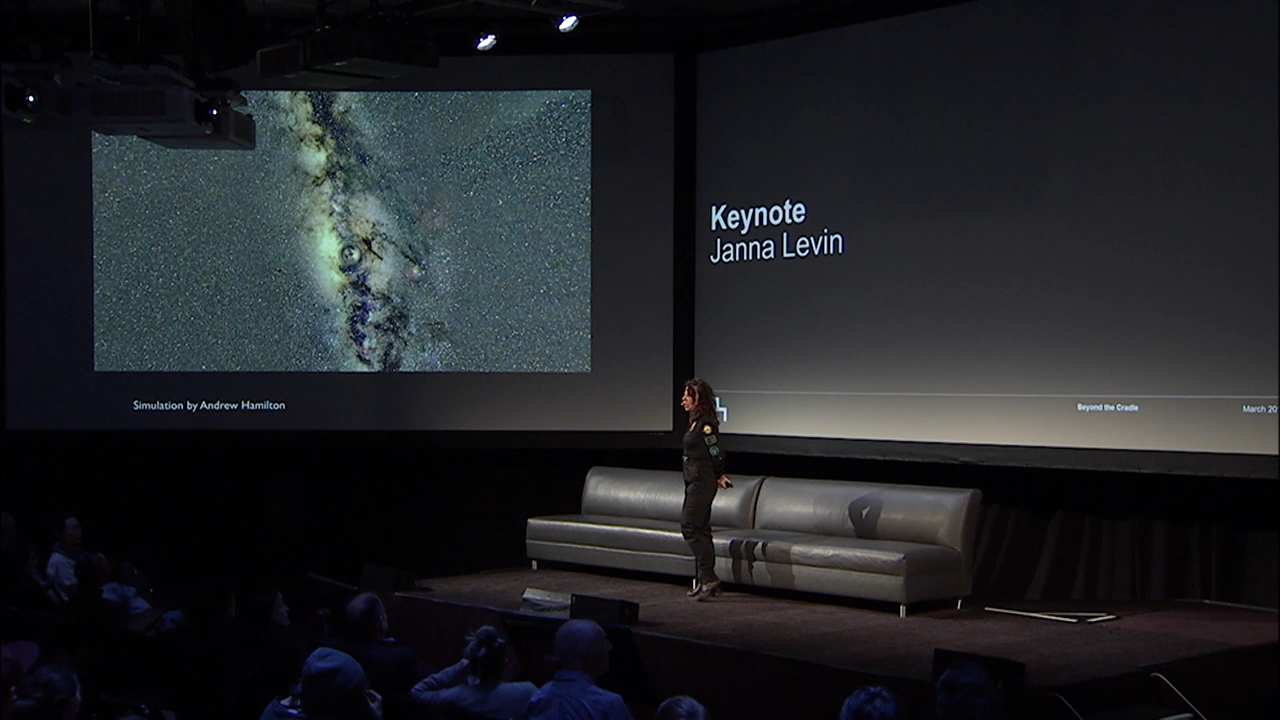 Simulation by Andrew Hamilton
Keynote
Janna Levin
Beyond the Cradle
March 20